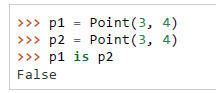 >>> p1 = Point(3, 4)
>>> p2 = Point(3, 4)
>>> p1 is p2
False